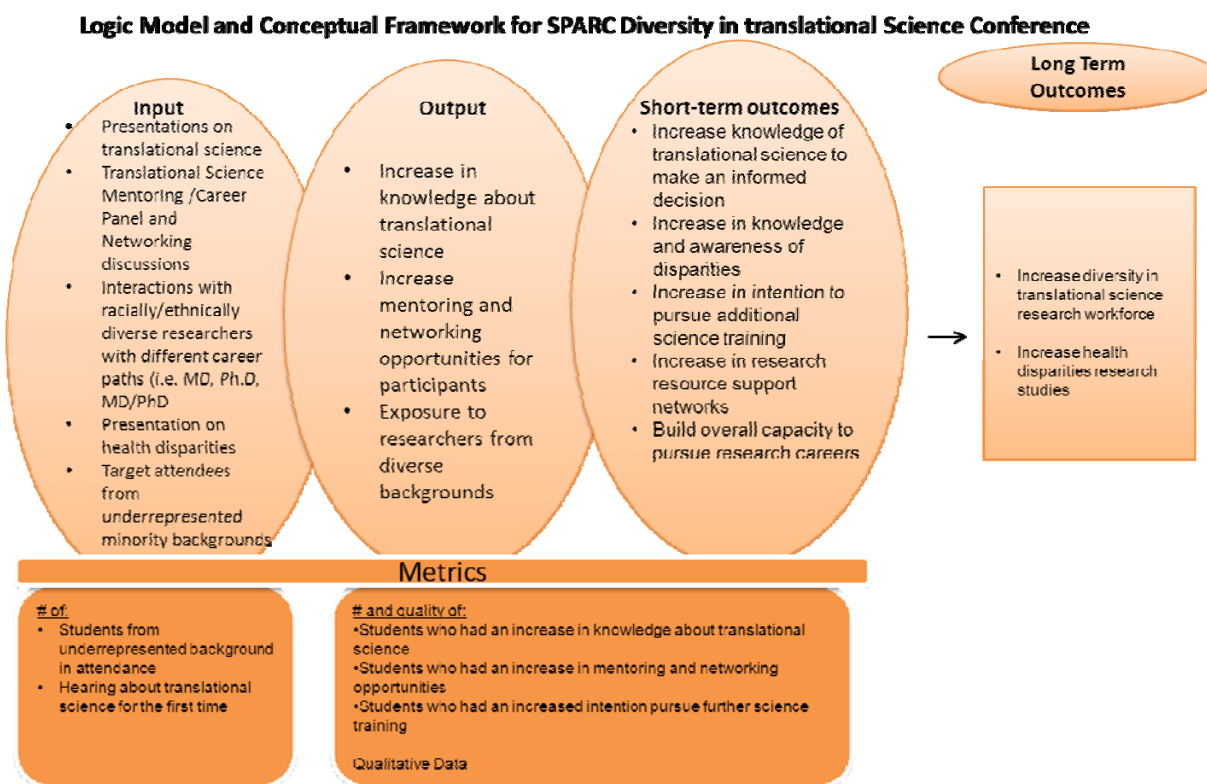 Logic Model and Conceptual Framework for SPARC Diversity in translational Science Conference
Input
• Presentations on
translational science
• Translational Science
Mentoring /Career
Panel and
Networking
discussions
• Interactions with
racially/ethnically
diverse researchers
with different career
paths (i.e. MD, Ph.D,
MD/PhD
• Presentation on
health disparities
• Target attendees
from
underrepresented
minority backgrounds
Output
• Increase in
knowledge about
translational
science
• Increase
mentoring and
networking
opportunities for
participants
• Exposure to
researchers from
diverse
backgrounds
Short-term outcomes
• Increase knowledge of
translational science to
make an informed
decision
• Increase in knowledge
and awareness of
disparities
• Increase in intention to
pursue additional
science training
• Increase in research
resource support
networks
• Build overall capacity to
pursue research careers
Long Term
Outcomes
• Increase diversity in
translational science
research workforce
• Increase health
disparities research
studies
Metrics
# of:
• Students from
underrepresented background
in attendance
• Hearing about translational
science for the first time
# and quality of:
•Students who had an increase in knowledge about translational
science
•Students who had an increase in mentoring and networking
opportunities
•Students who had an increased intention pursue further science
training
Qualitative Data